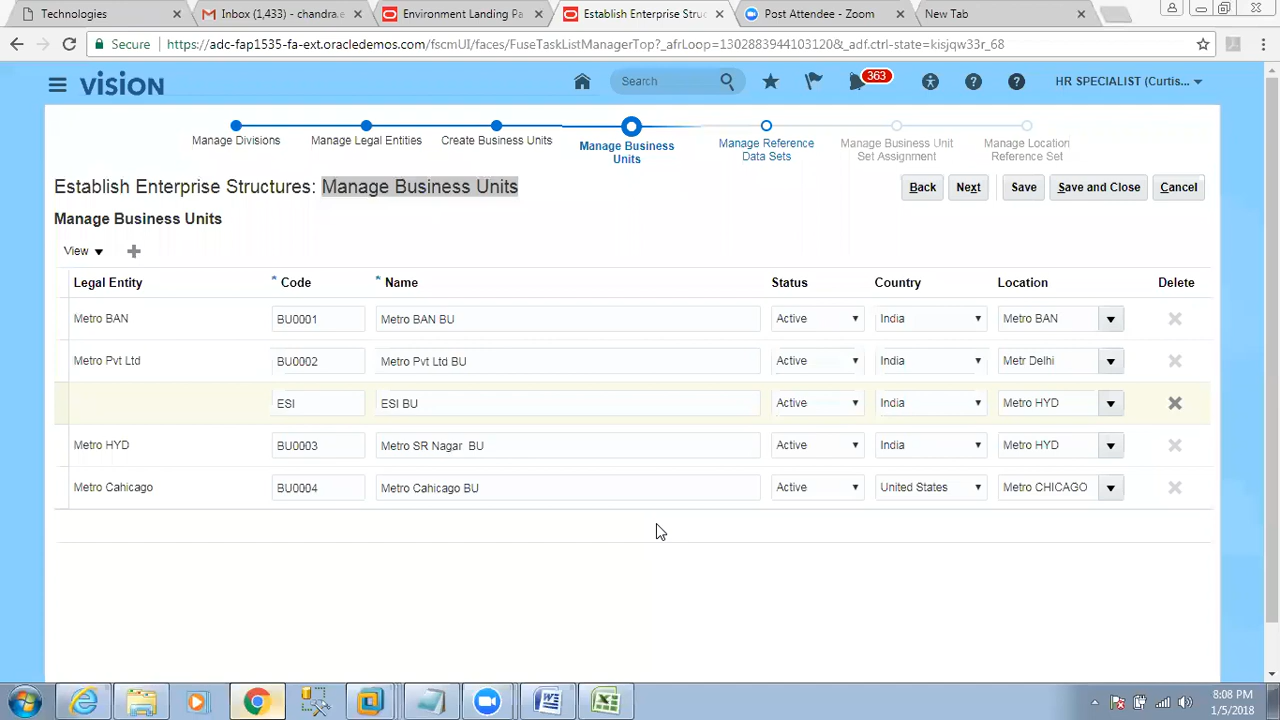 Technologies
Inbox (1,433) - chandra.e
Environment Landing Pa
Establish Enterprise Struc
Post Attendee - Zoom
New Tab
Secure
https://adc-fap1535-fa-ext.oracledemos.com/fscmUI/faces/FuseTaskListManagerTop?_afrLoop=1302883944103120&_adf.ctrl-state=kisjqw33r_68
VISION
Search
363
HR SPECIALIST (Curtis...
Manage Divisions
Manage Legal Entities
Create Business Units
Manage Business Units
Manage Reference Data Sets
Manage Business Unit Set Assignment
Manage Location Reference Set
Establish Enterprise Structures: Manage Business Units
Back Next Save Save and Close Cancel
Manage Business Units
View
Legal Entity * Code * Name Status Country Location Delete
Metro BAN BU0001 Metro BAN BU Active India Metro BAN
Metro Pvt Ltd BU0002 Metro Pvt Ltd BU Active India Metr Delhi
ESI ESI BU Active India Metro HYD
Metro HYD BU0003 Metro SR Nagar BU Active India Metro HYD
Metro Cahicago BU0004 Metro Cahicago BU Active United States Metro CHICAGO
8:08 PM
1/5/2018